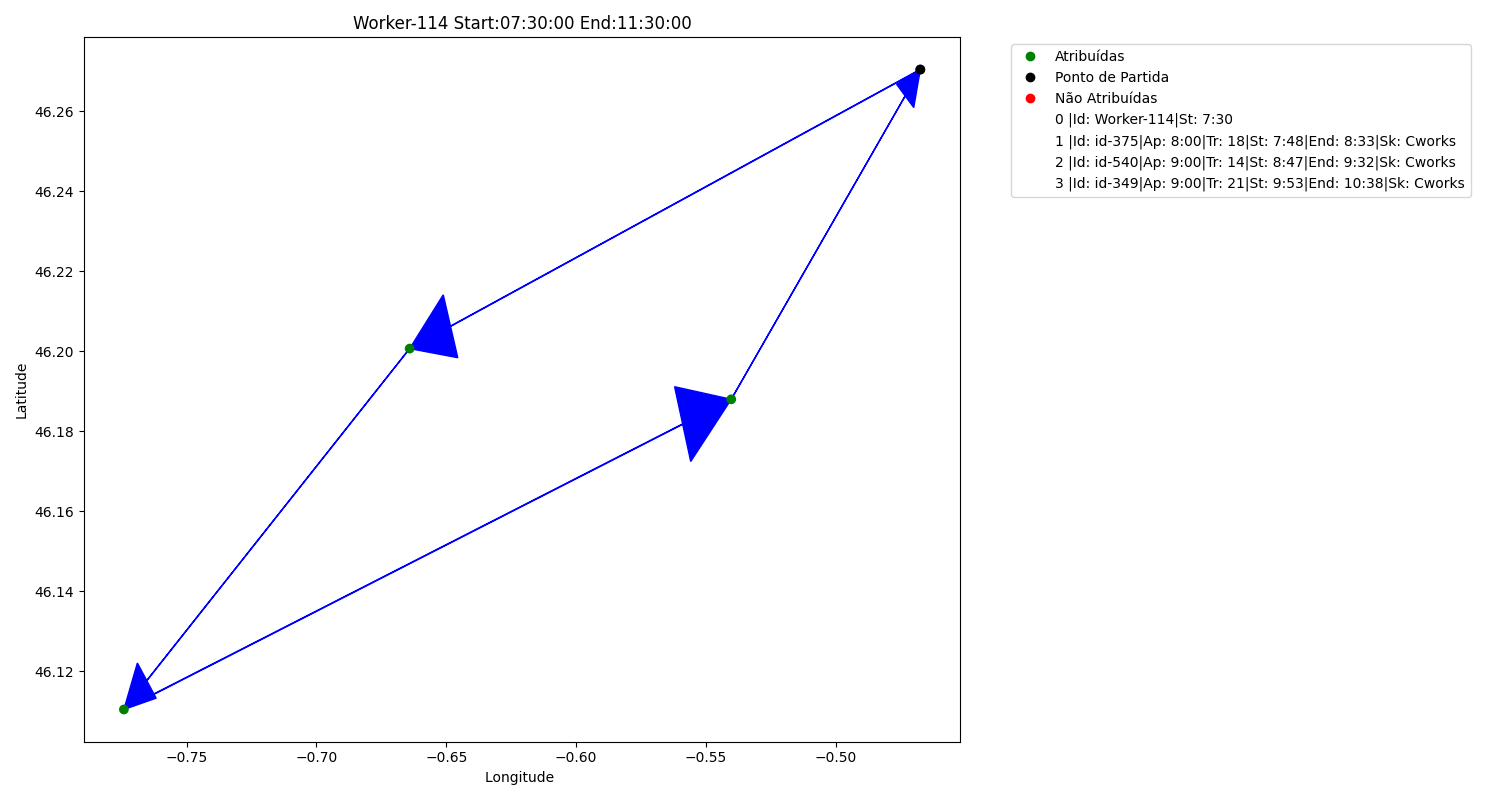 Worker-114 Start:07:30:00 End:11:30:00
Atribuídas
Ponto de Partida
Não Atribuídas
0 |Id: Worker-114|St: 7:30
1 |Id: id-375|Ap: 8:00|Tr: 18|St: 7:48|End: 8:33|Sk: Cworks
2 |Id: id-540|Ap: 9:00|Tr: 14|St: 8:47|End: 9:32|Sk: Cworks
3 |Id: id-349|Ap: 9:00|Tr: 21|St: 9:53|End: 10:38|Sk: Cworks
Latitude
46.26
46.24
46.22
46.20
46.18
46.16
46.14
46.12
−0.75 −0.70 −0.65 −0.60 −0.55 −0.50
Longitude